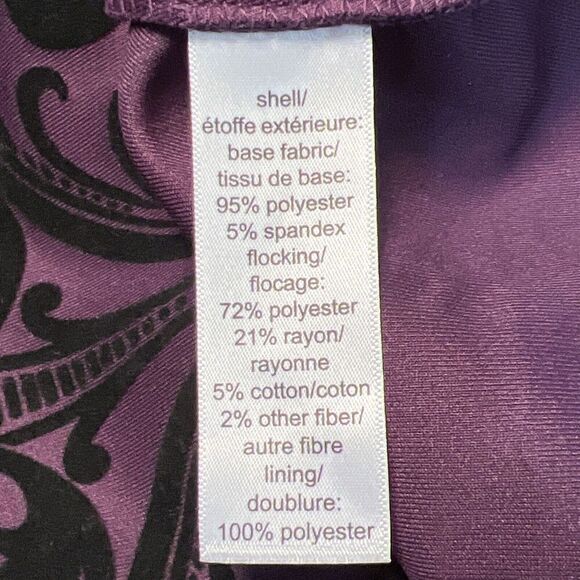 shell/
étoffe extérieure:
base fabric/
tissu de base:
95% polyester
5% spandex
flocking/
flocage:
72% polyester
21% rayon/
rayonne
5% cotton/coton
2% other fiber/
autre fibre
lining/
doublure:
100% polyester